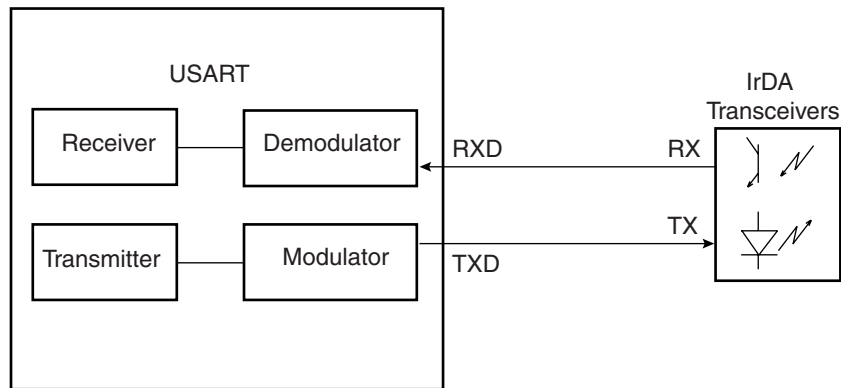 USART
IrDA
Transceivers
Receiver
Demodulator
RXD
RX
Transmitter
Modulator
TXD
TX